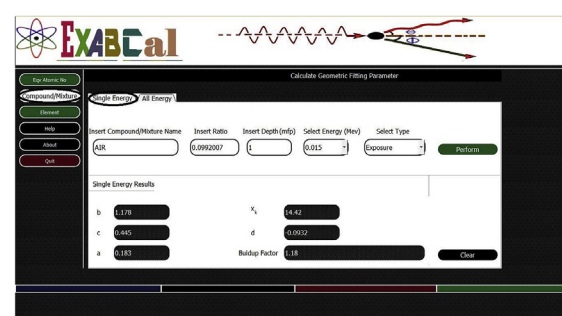 EXABCal
Calculate Geometric Fitting Parameter
Eqv Atomic No
Compound/Mixture
Element
Help
About
Quit
Single Energy All Energy
Insert Compound/Mixture Name Insert Ratio Insert Depth(mfp) Select Energy (Mev) Select Type
AIR 0.0992007 1 0.015 Exposure Perform
Single Energy Results
b 1.178 Xk 14.42
c 0.445 d -0.0932
a 0.183 Buidup Factor 1.18 Clear